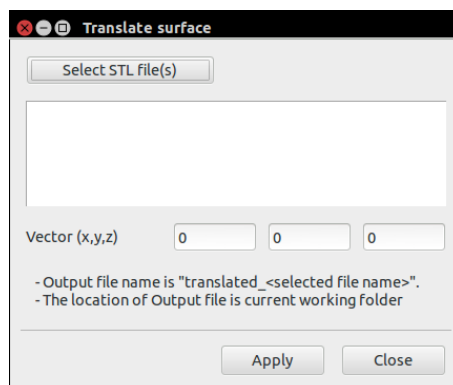 Translate surface
Select STL file(s)
Vector (x,y,z) 0 0 0
- Output file name is "translated_<selected file name>".
- The location of Output file is current working folder
Apply Close